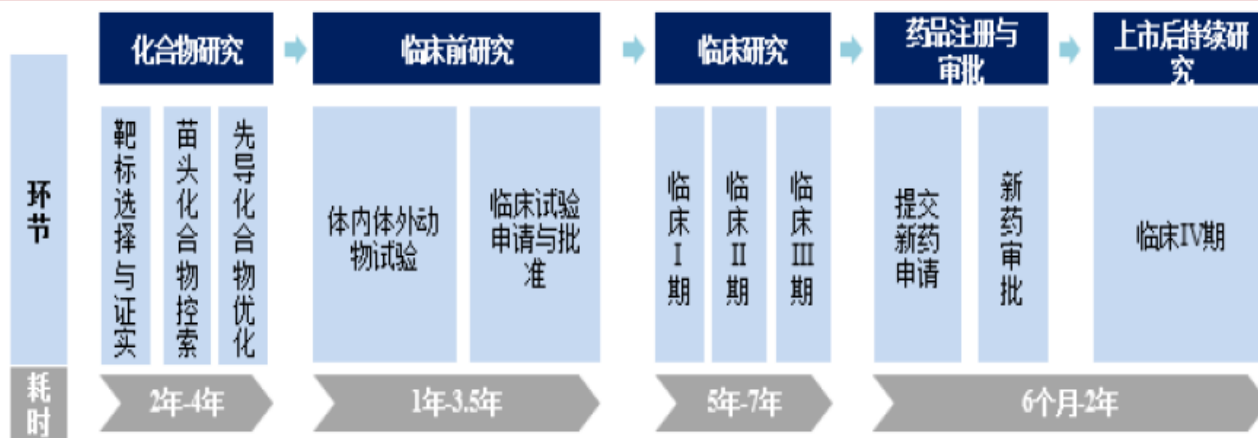 化合物研究
临床前研究
临床研究
药品注册与
审批
上市后持续研
究
环节
靶标选择与证实
苗头化合物控索
先导化合物优化
体内体外动
物试验
临床试验
申请与批
准
临床I期
临床II期
临床III期
提交
新药
申请
新药审批
临床IV期
耗时
2年-4年
1年-3.5年
5年-7年
6个月-2年